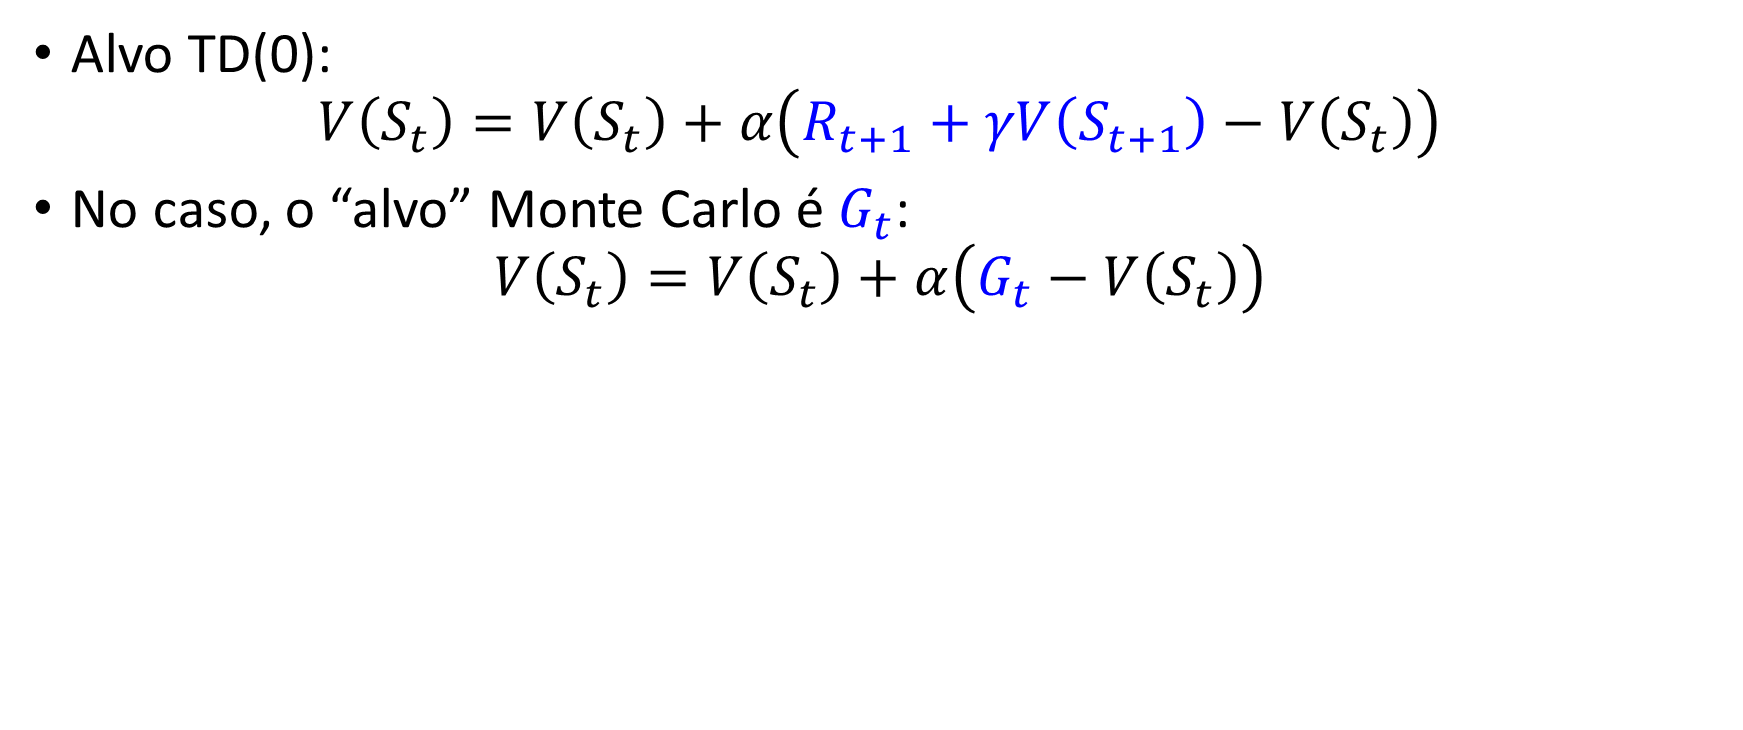 • Alvo TD(0):
V(S_t) = V(S_t) + α(R_{t+1} + γV(S_{t+1}) − V(S_t))
• No caso, o “alvo” Monte Carlo é G_t:
V(S_t) = V(S_t) + α(G_t − V(S_t))